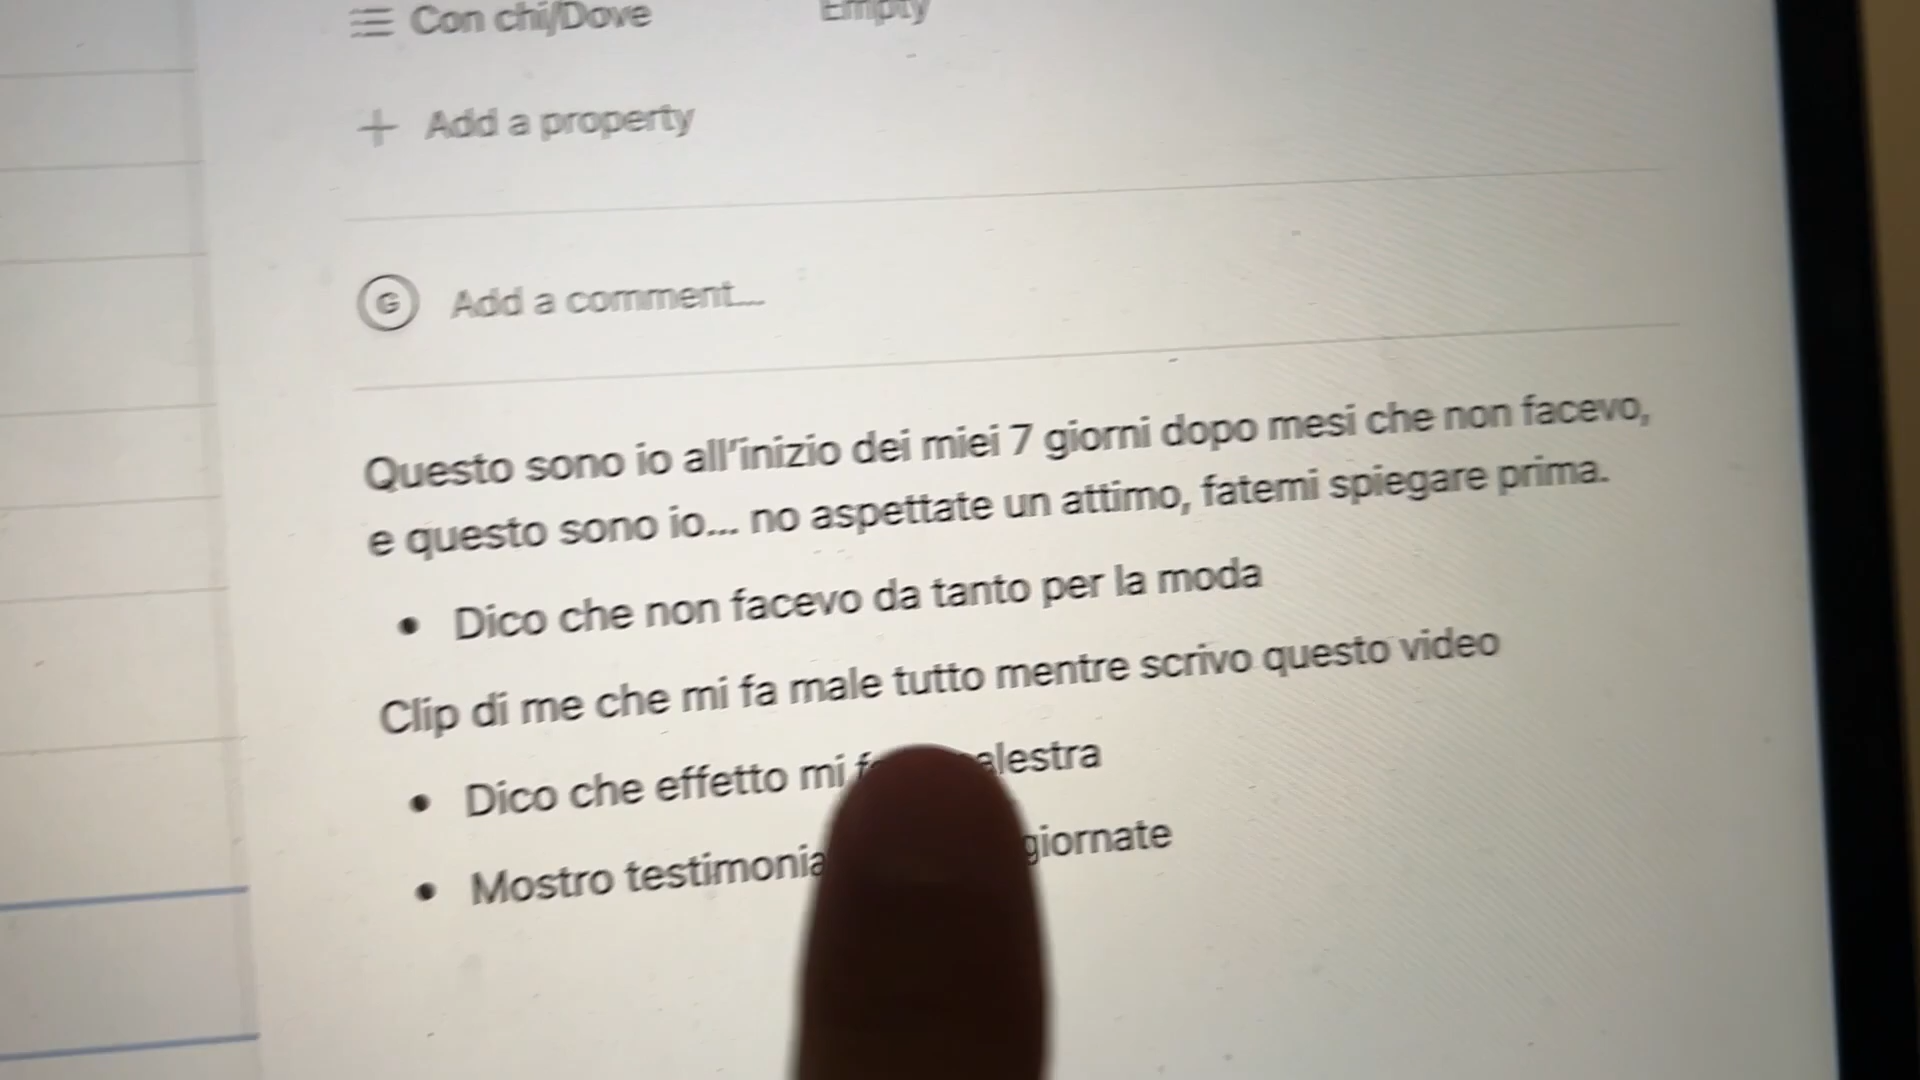 Con chi/Dove Empty
Add a property
G Add a comment...
Questo sono io all'inizio dei miei 7 giorni dopo mesi che non facevo,
e questo sono io... no aspettate un attimo, fatemi spiegare prima.
• Dico che non facevo da tanto per la moda
Clip di me che mi fa male tutto mentre scrivo questo video
• Dico che effetto mi
• Mostro giornate